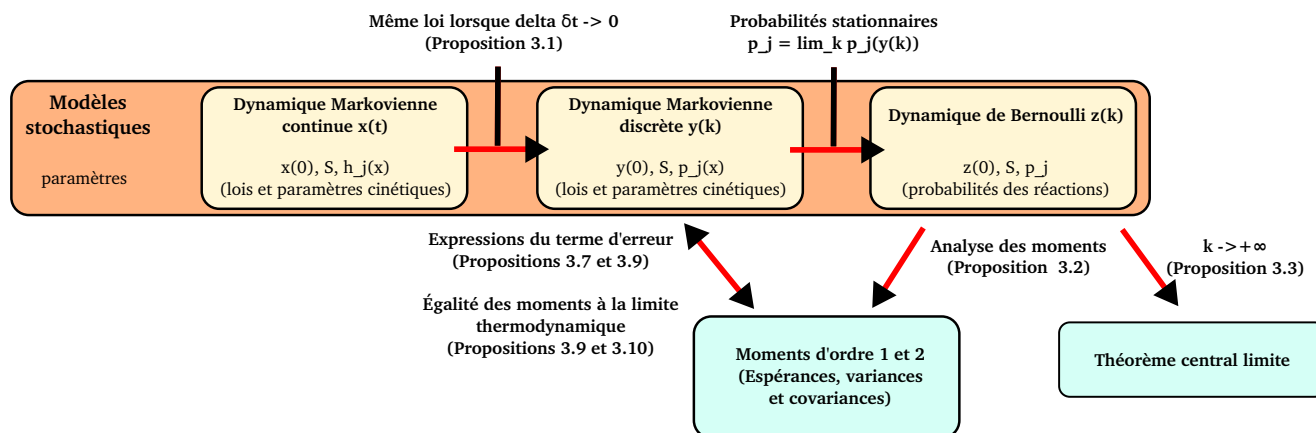 Même loi lorsque delta δt -> 0
(Proposition 3.1)
Probabilités stationnaires
p_j = lim_k p_j(y(k))
Modèles
stochastiques
paramètres
Dynamique Markovienne
continue x(t)
x(0), S, h_j(x)
(lois et paramètres cinétiques)
Dynamique Markovienne
discrète y(k)
y(0), S, p_j(x)
(lois et paramètres cinétiques)
Dynamique de Bernoulli z(k)
z(0), S, p_j
(probabilités des réactions)
Expressions du terme d'erreur
(Propositions 3.7 et 3.9)
Égalité des moments à la limite
thermodynamique
(Propositions 3.9 et 3.10)
Analyse des moments
(Proposition 3.2)
k ->+∞
(Proposition 3.3)
Moments d'ordre 1 et 2
(Espérances, variances
et covariances)
Théorème central limite